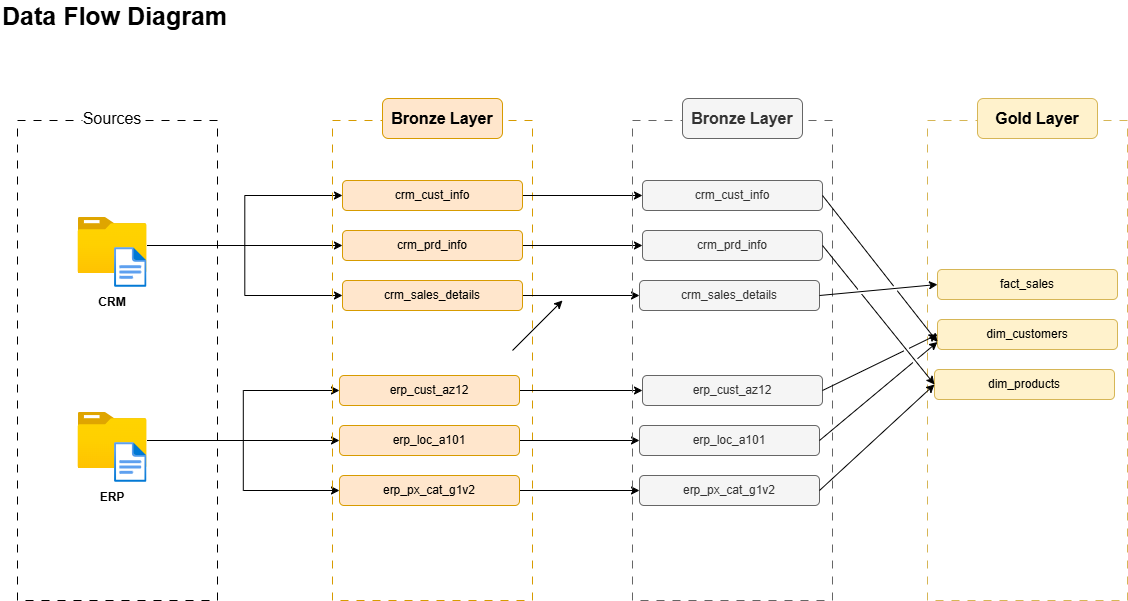 Data Flow Diagram
Sources
Bronze Layer
Bronze Layer
Gold Layer
crm_cust_info
crm_cust_info
crm_prd_info
crm_prd_info
crm_sales_details
crm_sales_details
fact_sales
CRM
dim_customers
erp_cust_az12
erp_cust_az12
dim_products
erp_loc_a101
erp_loc_a101
erp_px_cat_g1v2
erp_px_cat_g1v2
ERP